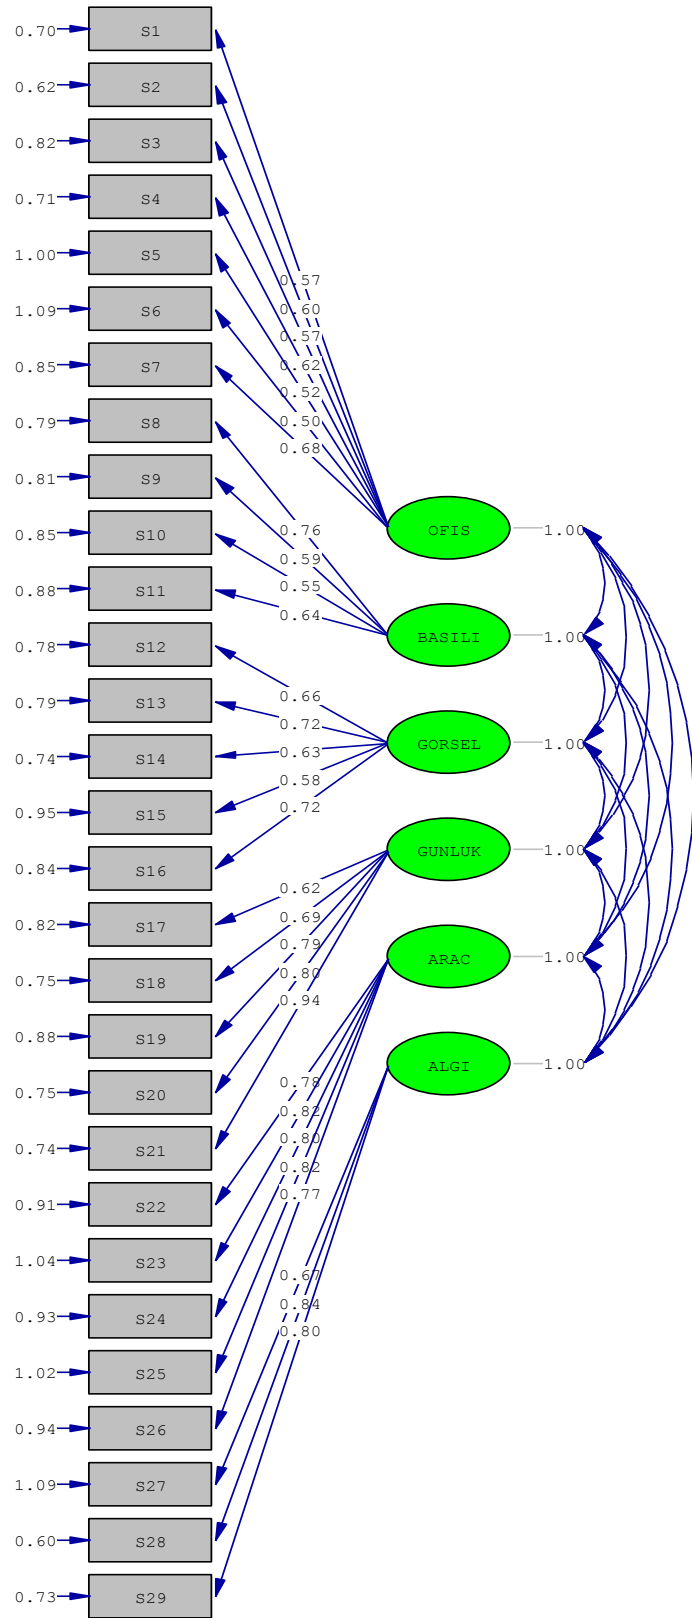 0.70 S1
0.62 S2
0.82 S3
0.71 S4
1.00 S5
0.57
1.09 S6
0.60
0.57
0.85 S7
0.62
0.52
0.79 S8
0.50
0.68
0.81 S9
0.85 S10
0.76 OFIS 1.00
0.59
0.88 S11
0.55
0.64
0.78 S12
BASILI 1.00
0.79 S13
0.66
0.72
0.74 S14
0.63 GORSEL 1.00
0.58
0.95 S15
0.72
0.84 S16
GUNLUK 1.00
0.62
0.82 S17
0.69
0.79
0.75 S18
0.80 ARAC 1.00
0.94
0.88 S19
ALGI 1.00
0.75 S20
0.78
0.82
0.74 S21
0.80
0.82
0.91 S22
0.77
1.04 S23
0.67
0.93 S24
0.84
0.80
1.02 S25
0.94 S26
1.09 S27
0.60 S28
0.73 S29